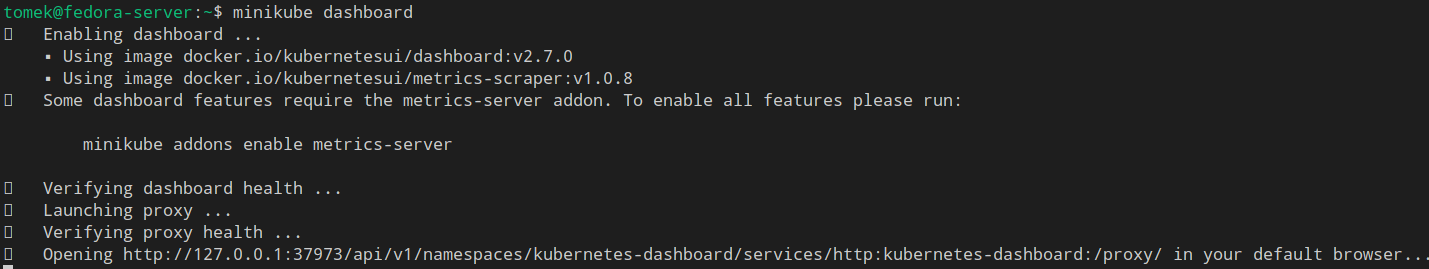 tomek@fedora-server:~$ minikube dashboard
Enabling dashboard ...
▪ Using image docker.io/kubernetesui/dashboard:v2.7.0
▪ Using image docker.io/kubernetesui/metrics-scraper:v1.0.8
Some dashboard features require the metrics-server addon. To enable all features please run:
minikube addons enable metrics-server
Verifying dashboard health ...
Launching proxy ...
Verifying proxy health ...
Opening http://127.0.0.1:37973/api/v1/namespaces/kubernetes-dashboard/services/http:kubernetes-dashboard:/proxy/ in your default browser...